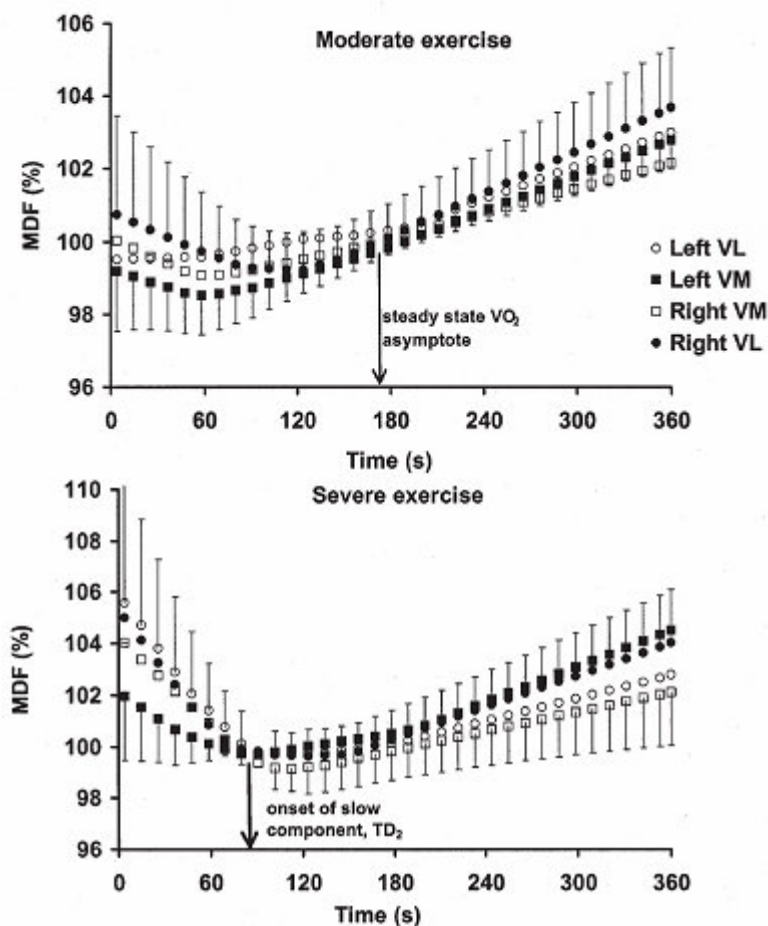 Moderate exercise
106
104
102
100
98
96
MDF (%)
0 60 120 180 240 300 360
Time (s)
steady state VO₂
asymptote
Left VL
Left VM
Right VM
Right VL
Severe exercise
110
108
106
104
102
100
98
96
MDF (%)
0 60 120 180 240 300 360
Time (s)
onset of slow
component, TD₂